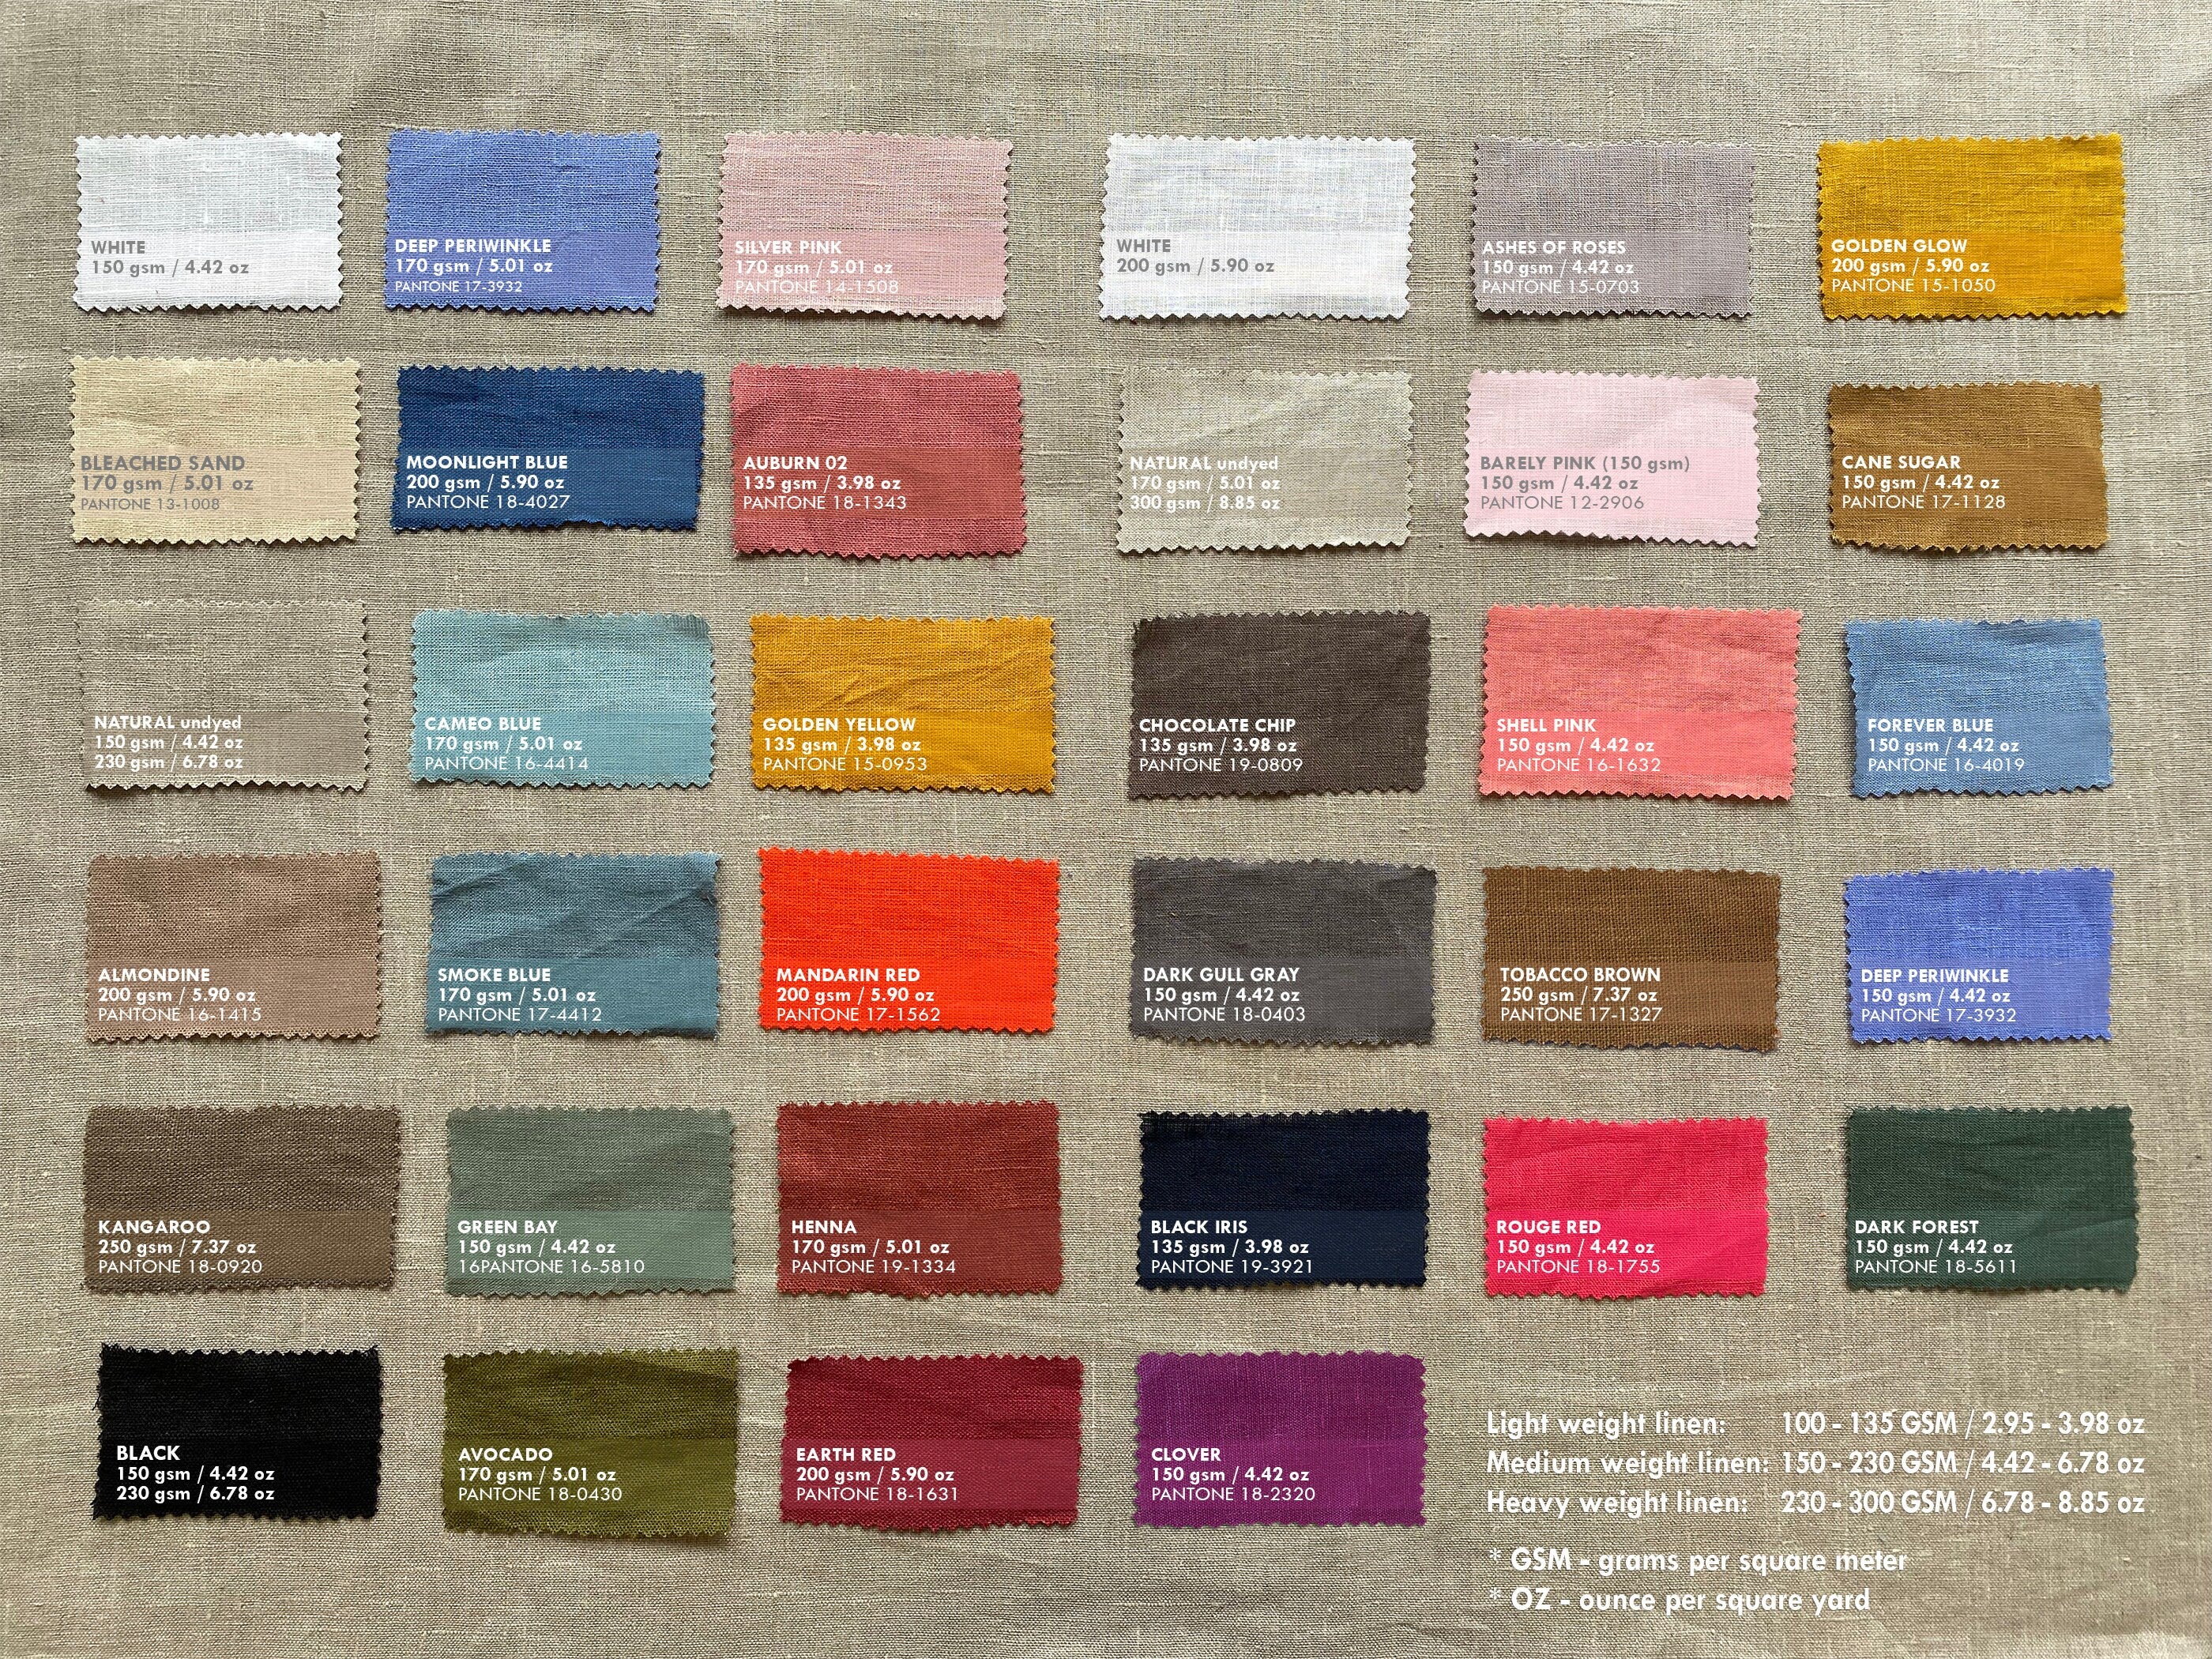 WHITE
150 gsm / 4.42 oz
DEEP PERIWINKLE
170 gsm / 5.01 oz
PANTONE 17-3932
SILVER PINK
170 gsm / 5.01 oz
PANTONE 14-1508
WHITE
200 gsm / 5.90 oz
ASHES OF ROSES
150 gsm / 4.42 oz
PANTONE 15-0703
GOLDEN GLOW
200 gsm / 5.90 oz
PANTONE 15-1050
BLEACHED SAND
170 gsm / 5.01 oz
PANTONE 13-1008
MOONLIGHT BLUE
200 gsm / 5.90 oz
PANTONE 18-4027
AUBURN 02
135 gsm / 3.98 oz
PANTONE 18-1343
NATURAL undyed
170 gsm / 5.01 oz
300 gsm / 8.85 oz
BARELY PINK (150 gsm)
150 gsm / 4.42 oz
PANTONE 12-2906
CANE SUGAR
150 gsm / 4.42 oz
PANTONE 17-1128
NATURAL undyed
150 gsm / 4.42 oz
230 gsm / 6.78 oz
CAMEO BLUE
170 gsm / 5.01 oz
PANTONE 16-4414
GOLDEN YELLOW
135 gsm / 3.98 oz
PANTONE 15-0953
CHOCOLATE CHIP
135 gsm / 3.98 oz
PANTONE 19-0809
SHELL PINK
150 gsm / 4.42 oz
PANTONE 16-1632
FOREVER BLUE
150 gsm / 4.42 oz
PANTONE 16-4019
ALMONDINE
200 gsm / 5.90 oz
PANTONE 16-1415
SMOKE BLUE
170 gsm / 5.01 oz
PANTONE 17-4412
MANDARIN RED
200 gsm / 5.90 oz
PANTONE 17-1562
DARK GULL GRAY
150 gsm / 4.42 oz
PANTONE 18-0403
TOBACCO BROWN
250 gsm / 7.37 oz
PANTONE 17-1327
DEEP PERIWINKLE
150 gsm / 4.42 oz
PANTONE 17-3932
KANGAROO
250 gsm / 7.37 oz
PANTONE 18-0920
GREEN BAY
150 gsm / 4.42 oz
16PANTONE 16-5810
HENNA
170 gsm / 5.01 oz
PANTONE 19-1334
BLACK IRIS
135 gsm / 3.98 oz
PANTONE 19-3921
ROUGE RED
150 gsm / 4.42 oz
PANTONE 18-1755
DARK FOREST
150 gsm / 4.42 oz
PANTONE 18-5611
BLACK
150 gsm / 4.42 oz
230 gsm / 6.78 oz
AVOCADO
170 gsm / 5.01 oz
PANTONE 18-0430
EARTH RED
200 gsm / 5.90 oz
PANTONE 18-1631
CLOVER
150 gsm / 4.42 oz
PANTONE 18-2320
Light weight linen: 100 - 135 GSM / 2.95 - 3.98 oz
Medium weight linen: 150 - 230 GSM / 4.42 - 6.78 oz
Heavy weight linen: 230 - 300 GSM / 6.78 - 8.85 oz
* GSM - grams per square meter
* OZ - ounce per square yard